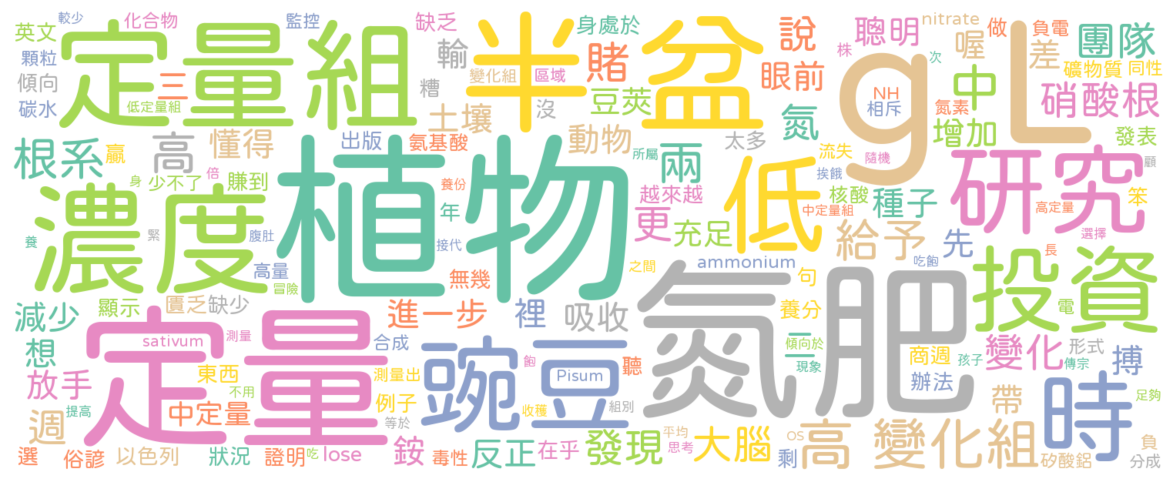 英文 較少 化合物 監控 缺乏 身處於 說 聰明 nitrate 做 負電 團隊
顆粒 定量組 輸 半 盆 賭 眼前 喔 差 株 次 礦物質 同性
傾向 三 變化組 區域 g L 中 NH 相斥 氮素 硝酸根
碳水 低定量組 糟 沒 豆莢 氮 增加 發表
根系 贏 高 懂得 出版 土壤 氨基酸 動物 太多 所屬 兩 流失 隨機 研究
身 少不了 倍 賺到 植物 養份 年 越來越 低 挨餓 核酸 種子 中定量組 高定量 笨 顧
濃度 緊 腹肚 接代 更 充足 給予 先 選擇
養 高量 冒險 無幾 之間 ammonium 吃飽 句 長 投資
減少 顯示 匱乏 缺少 進一步 裡 吸收 氮肥 養分 電
想 sativum 測量 合成 豌豆 Pisum 聽 二 傾向於 現象 商週 辦法 孩子 變化 形式 傳宗 搏
放手 定量 東西 不用 測量出 飽 收穫 組別 帶 時 足夠
週 提高 中定量 例子 等於
選 俗諺 以色列 狀況 證明 吃 lose 銨 毒性 反正 在乎 發現 平均 思考 大腦 os 剩 高 變化組 矽酸鋁 負 分成